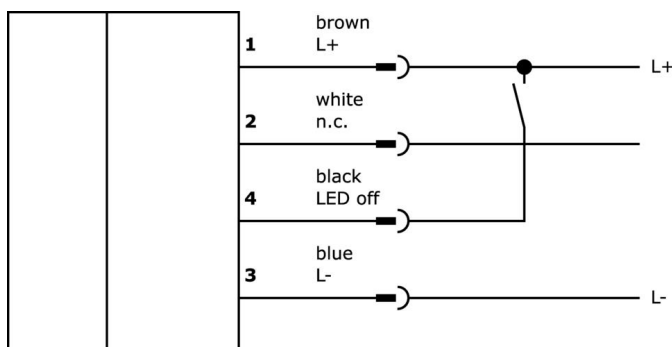 brown
1 L+ L+
white
2 n.c.
black
4 LED off
blue
3 L- L-